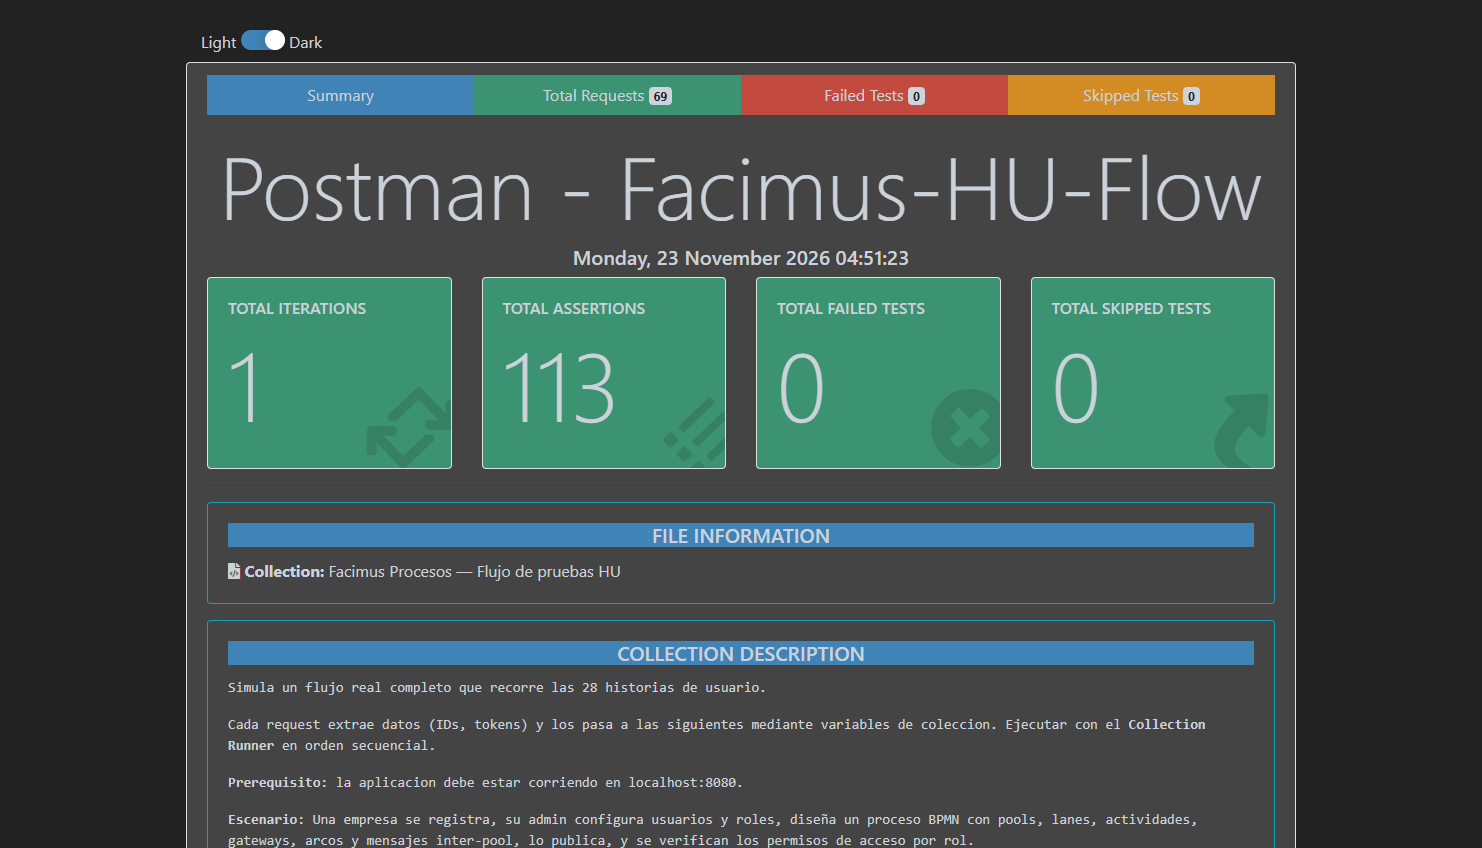 Light Dark
Summary Total Requests 69 Failed Tests 0 Skipped Tests 0
Postman - Facimus-HU-Flow
Monday, 23 November 2026 04:51:23
TOTAL ITERATIONS TOTAL ASSERTIONS TOTAL FAILED TESTS TOTAL SKIPPED TESTS
1 113 0 0
FILE INFORMATION
Collection: Facimus Procesos — Flujo de pruebas HU
COLLECTION DESCRIPTION
Simula un flujo real completo que recorre las 28 historias de usuario.
Cada request extrae datos (IDs, tokens) y los pasa a las siguientes mediante variables de coleccion. Ejecutar con el Collection
Runner en orden secuencial.
Prerequisito: la aplicacion debe estar corriendo en localhost:8080.
Escenario: Una empresa se registra, su admin configura usuarios y roles, diseña un proceso BPMN con pools, lanes, actividades,
gateways, arcos y mensajes inter-pool, lo publica, y se verifican los permisos de acceso por rol.